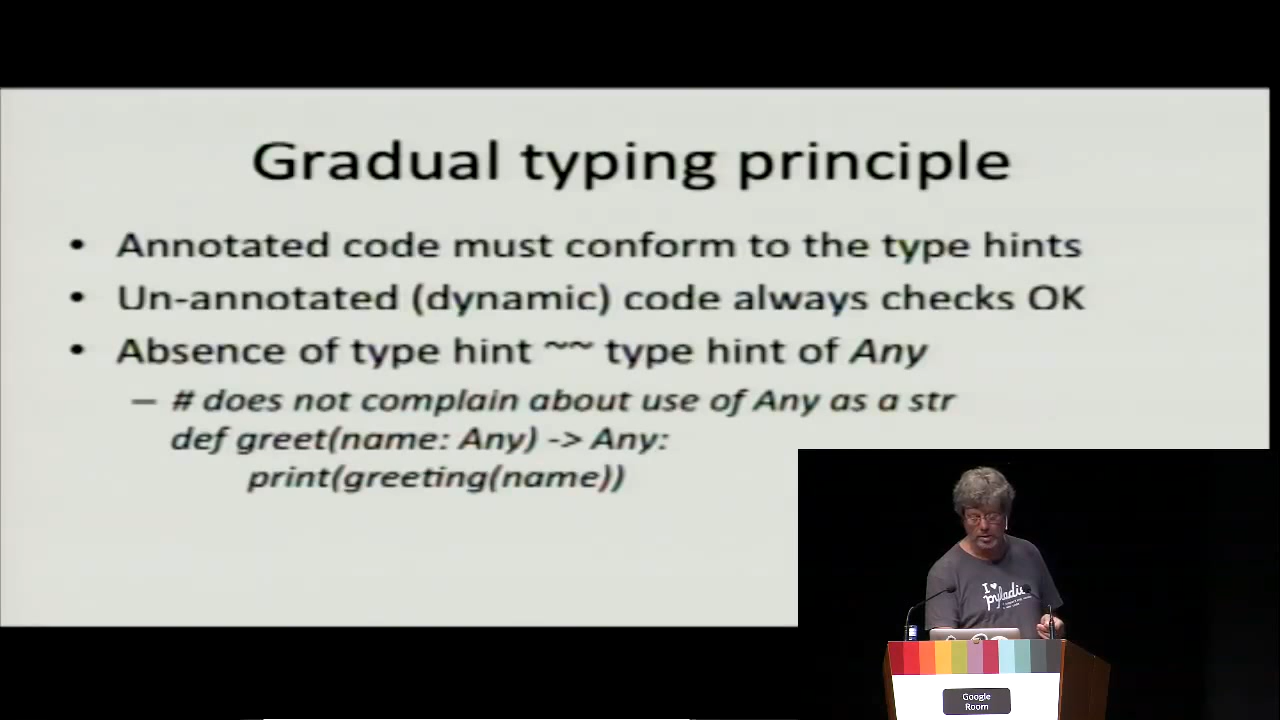 Gradual typing principle
• Annotated code must conform to the type hints
• Un-annotated (dynamic) code always checks OK
• Absence of type hint ~~ type hint of Any
– # does not complain about use of Any as a str
def greet(name: Any) -> Any:
print(greeting(name))
I ♥
pyladies
Google
Room